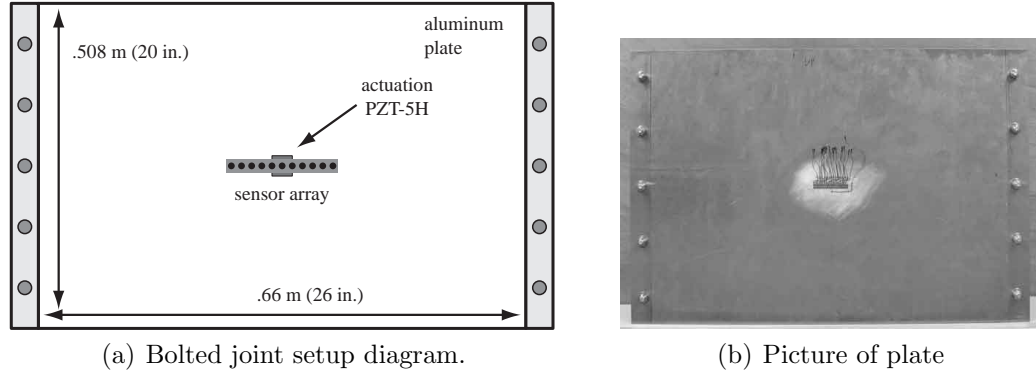 aluminum
plate
.508 m (20 in.)
actuation
PZT-5H
sensor array
.66 m (26 in.)
(a) Bolted joint setup diagram.
(b) Picture of plate